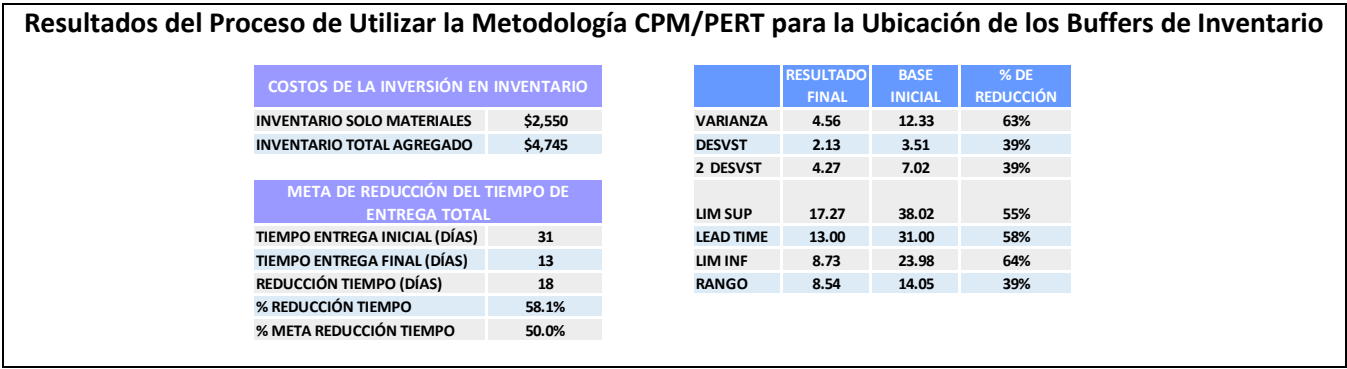 Resultados del Proceso de Utilizar la Metodología CPM/PERT para la Ubicación de los Buffers de Inventario
COSTOS DE LA INVERSIÓN EN INVENTARIO
INVENTARIO SOLO MATERIALES $2,550
INVENTARIO TOTAL AGREGADO $4,745
META DE REDUCCIÓN DEL TIEMPO DE
ENTREGA TOTAL
TIEMPO ENTREGA INICIAL (DÍAS) 31
TIEMPO ENTREGA FINAL (DÍAS) 13
REDUCCIÓN TIEMPO (DÍAS) 18
% REDUCCIÓN TIEMPO 58.1%
% META REDUCCIÓN TIEMPO 50.0%
RESULTADO BASE % DE
FINAL INICIAL REDUCCIÓN
VARIANZA 4.56 12.33 63%
DESVST 2.13 3.51 39%
2 DESVST 4.27 7.02 39%
LIM SUP 17.27 38.02 55%
LEAD TIME 13.00 31.00 58%
LIM INF 8.73 23.98 64%
RANGO 8.54 14.05 39%